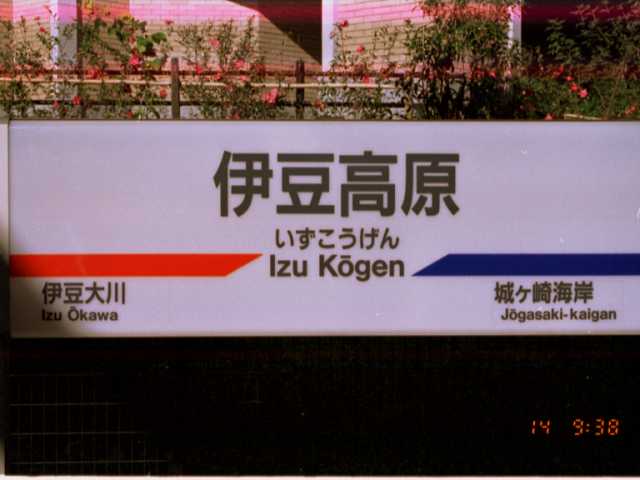 伊豆高原
いずこうげん
Izu Kōgen
伊豆大川
Izu Ōkawa
城ヶ崎海岸
Jōgasaki-kaigan
14 9:38